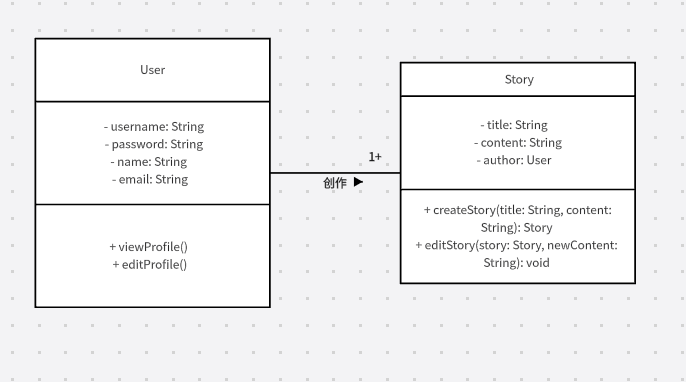 User
- username: String
- password: String
- name: String
- email: String
+ viewProfile()
+ editProfile()
1+
创作 ▶
Story
- title: String
- content: String
- author: User
+ createStory(title: String, content:
String): Story
+ editStory(story: Story, newContent:
String): void